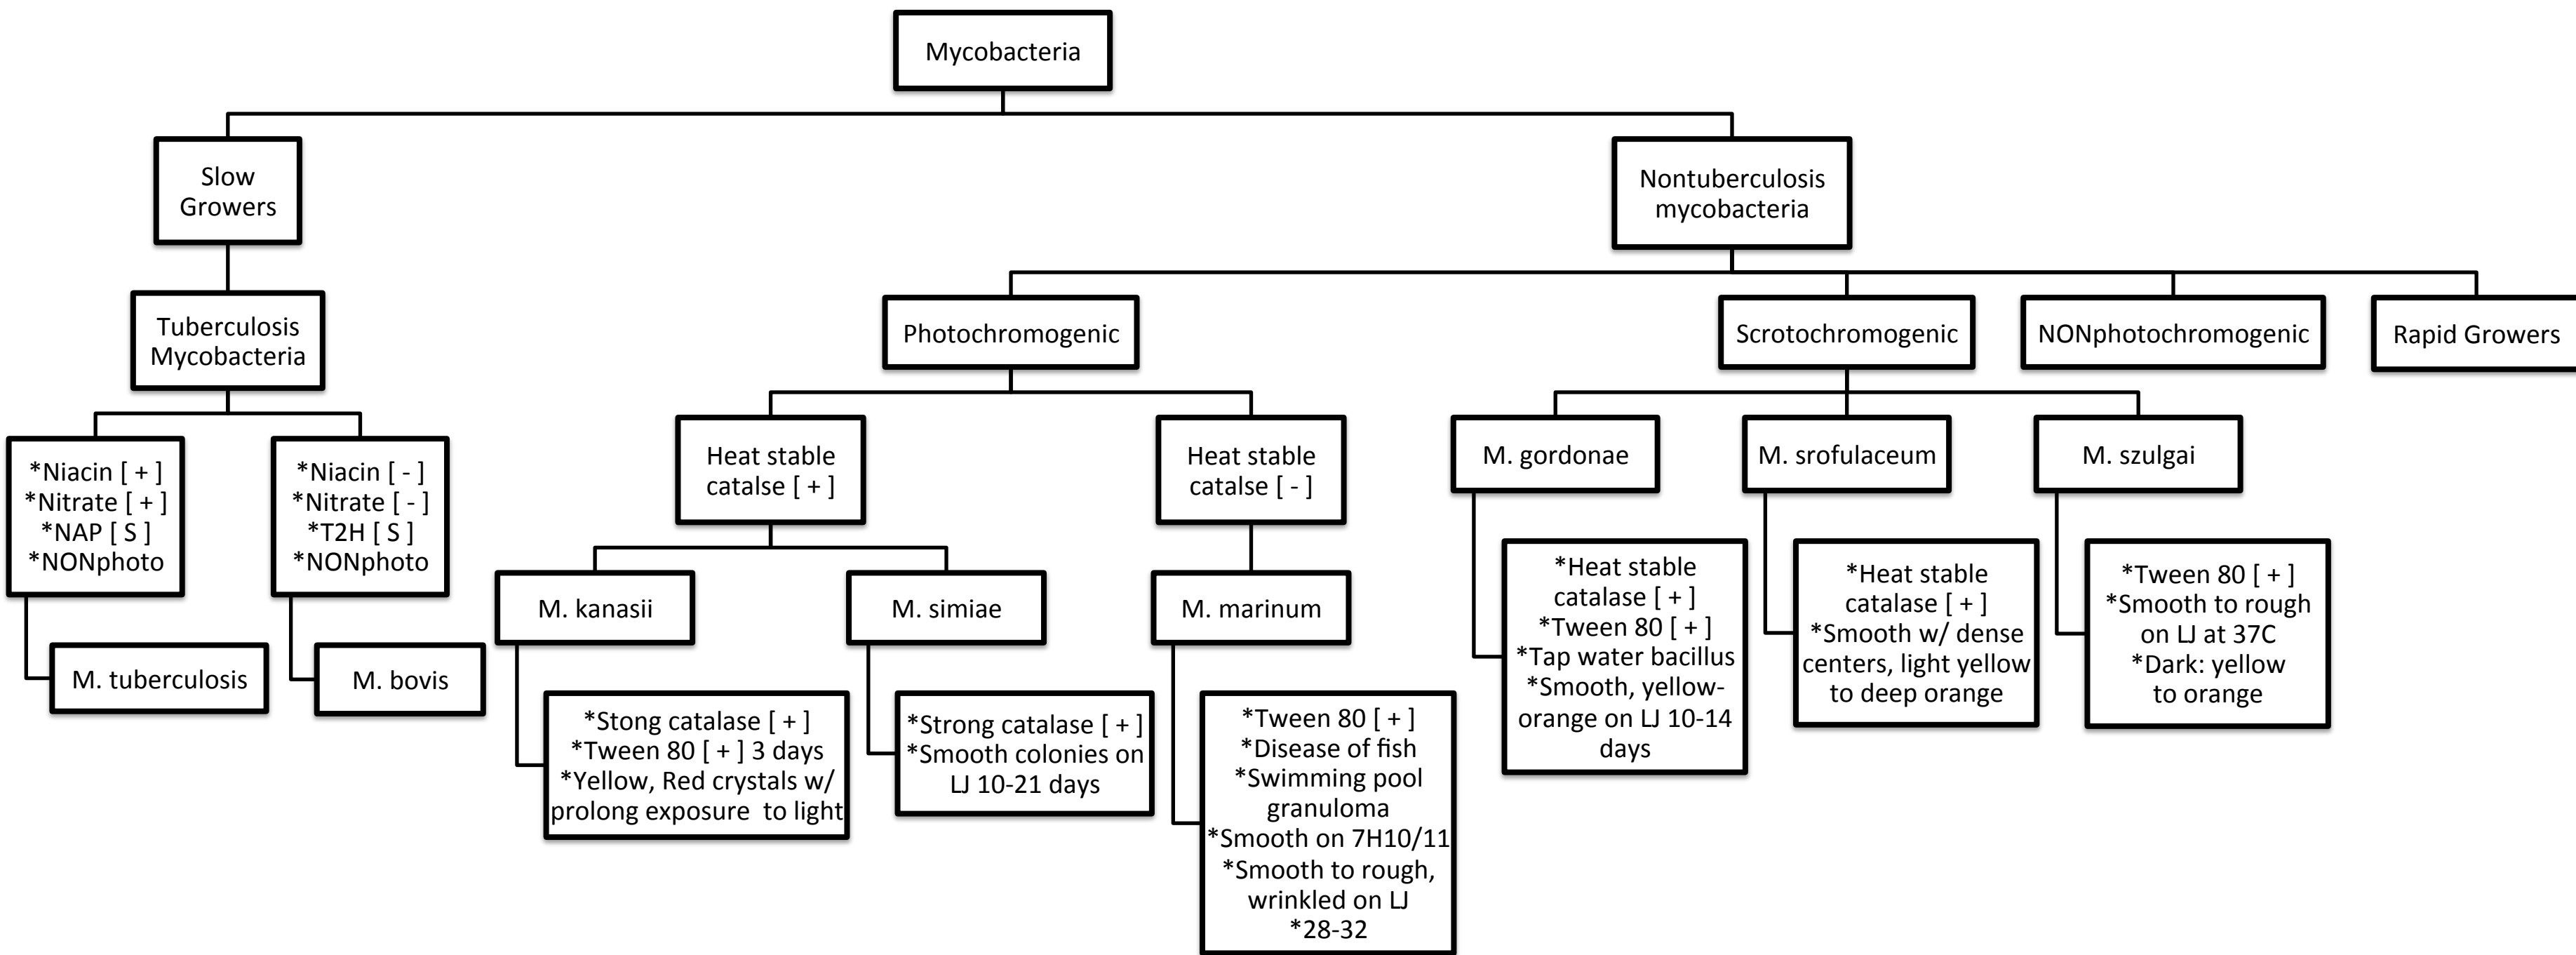 Mycobacteria
Slow
Growers
Nontuberculosis
mycobacteria
Tuberculosis
Mycobacteria
Photochromogenic
Scrotochromogenic
NONphotochromogenic
Rapid Growers
*Niacin [ + ]
*Nitrate [ + ]
*NAP [ S ]
*NONphoto
*Niacin [ - ]
*Nitrate [ - ]
*T2H [ S ]
*NONphoto
Heat stable
catalse [ + ]
Heat stable
catalse [ - ]
M. gordonae
M. srofulaceum
M. szulgai
M. tuberculosis
M. bovis
M. kanasii
M. simiae
M. marinum
*Stong catalase [ + ]
*Tween 80 [ + ] 3 days
*Yellow, Red crystals w/
prolong exposure to light
*Strong catalase [ + ]
*Smooth colonies on
LJ 10-21 days
*Tween 80 [ + ]
*Disease of fish
*Swimming pool
granuloma
*Smooth on 7H10/11
*Smooth to rough,
wrinkled on LJ
*28-32
*Heat stable
catalase [ + ]
*Tween 80 [ + ]
*Tap water bacillus
*Smooth, yellow-
orange on LJ 10-14
days
*Heat stable
catalase [ + ]
*Smooth w/ dense
centers, light yellow
to deep orange
*Tween 80 [ + ]
*Smooth to rough
on LJ at 37C
*Dark: yellow
to orange